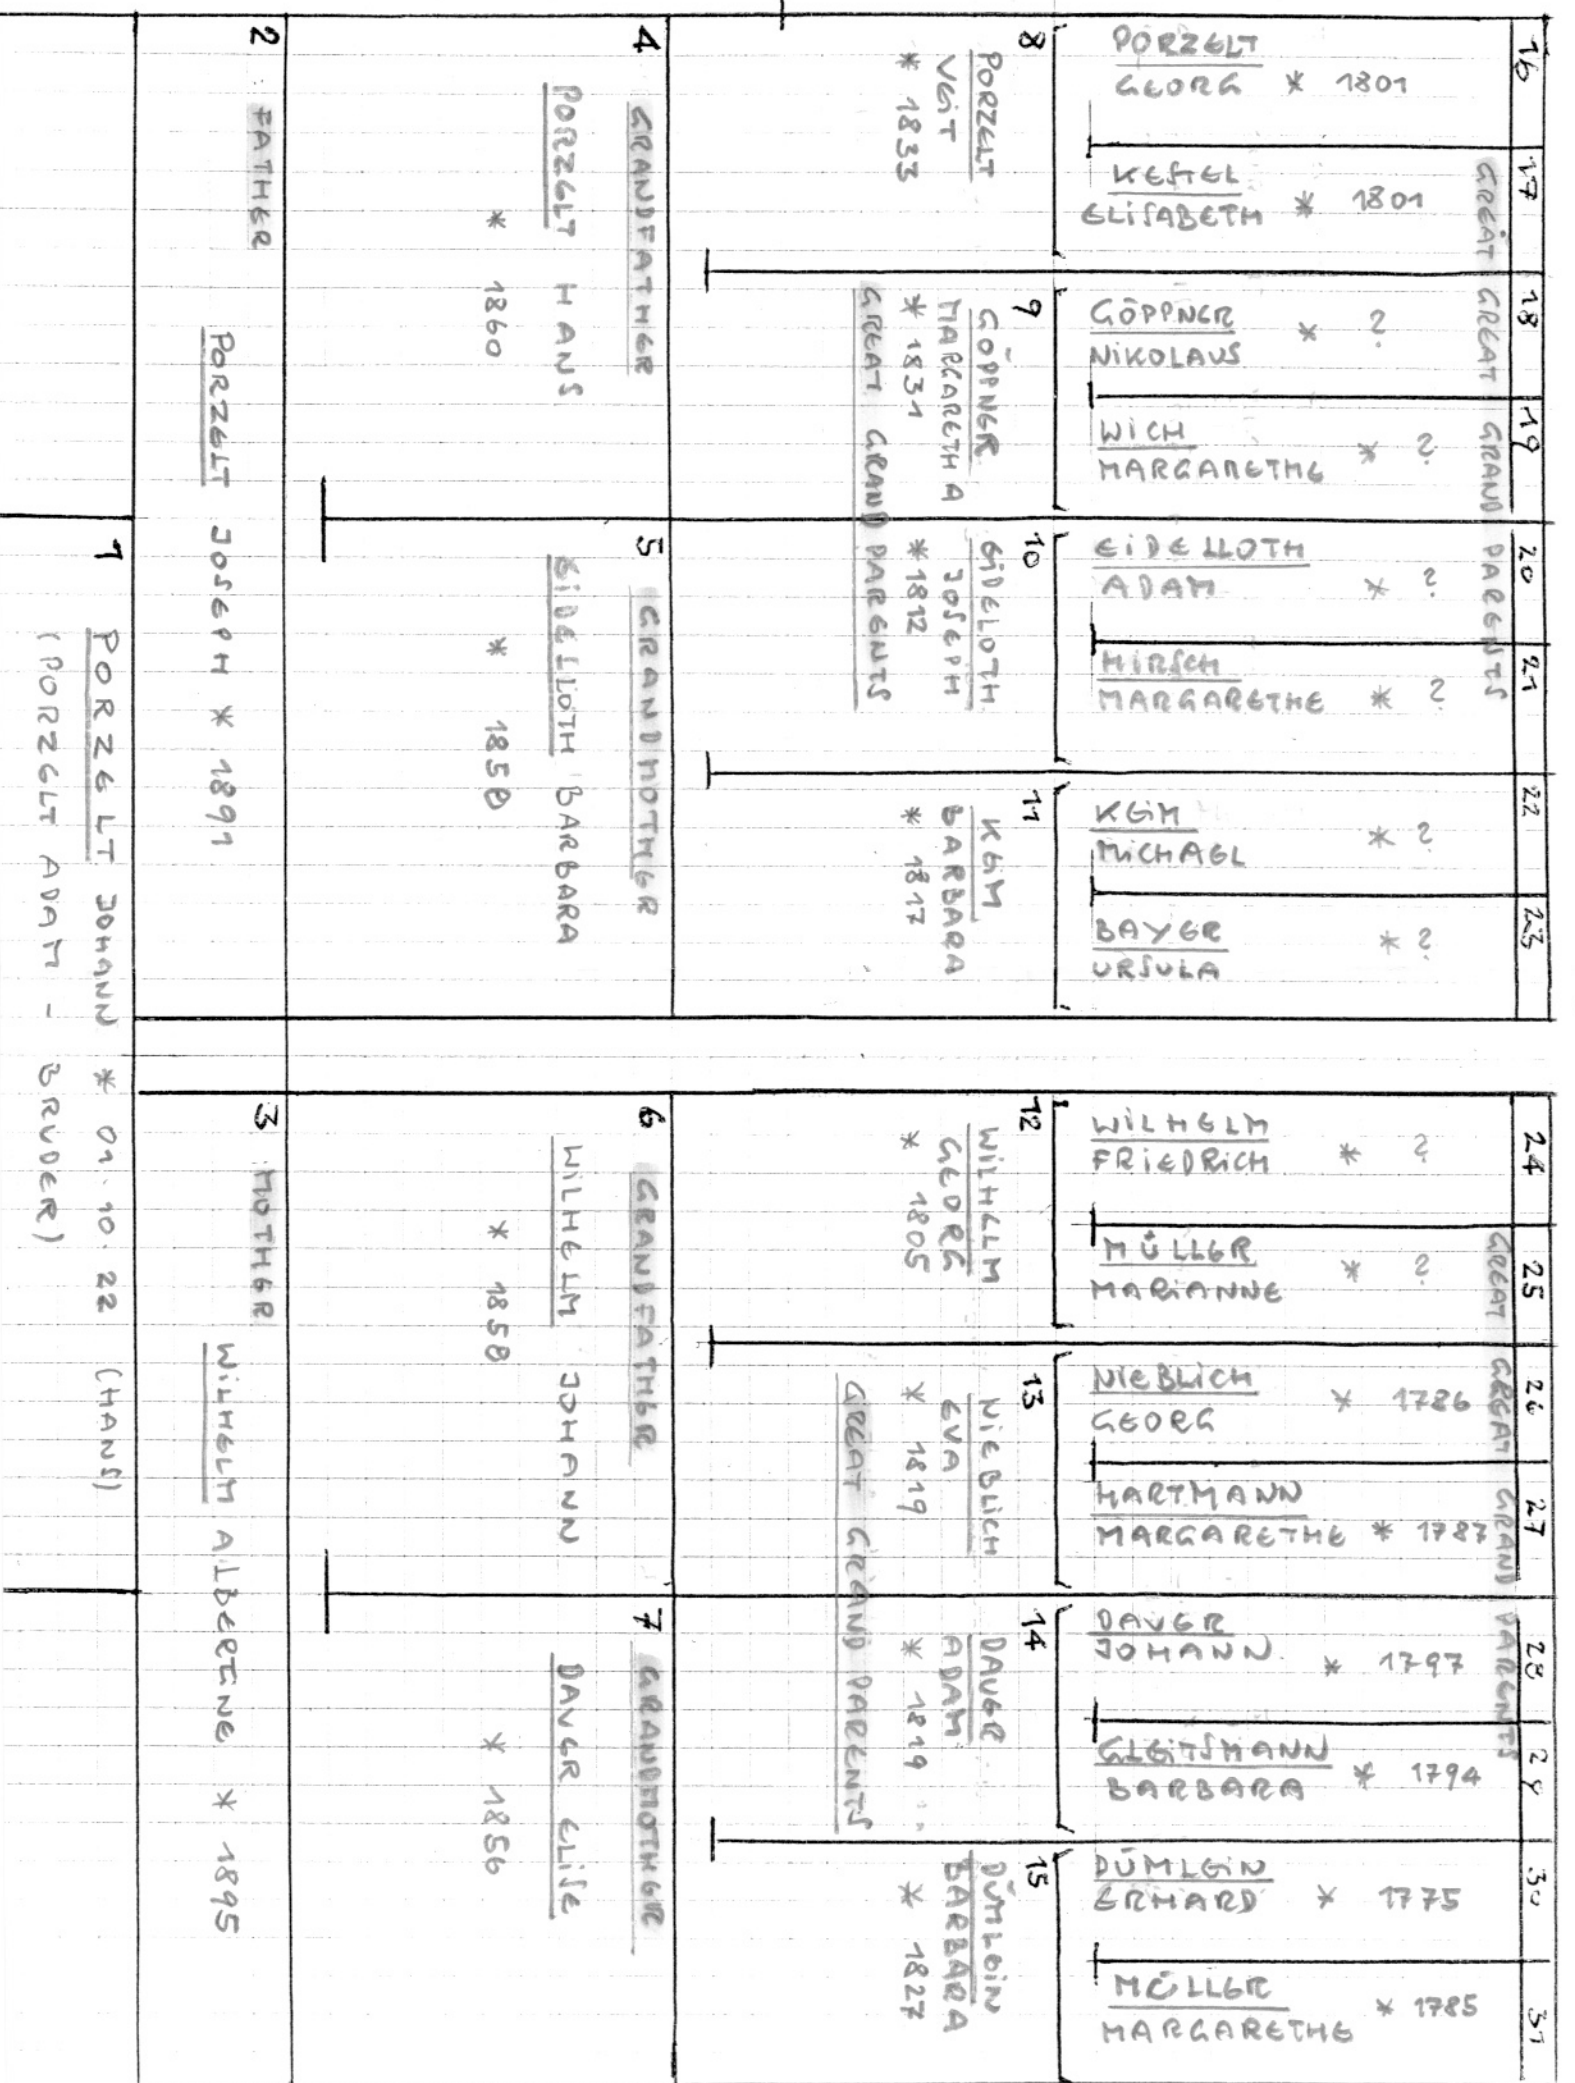 16
PORZELT
GEORG * 1801
17
KESTEL
ELISABETH * 1801
18
GÖPPNER
NIKOLAUS * ?
19
WICH
MARGARETHE * ?
20
EIDELLOTH
ADAM * ?
21
HIRSCH
MARGARETHE * ?
22
KEIM
MICHAEL * ?
23
BAYER
URSULA * ?
GREAT GREAT GRAND PARENTS
24
WILHELM
FRIEDRICH * ?
25
MÜLLER
MARIANNE * ?
26
NIEBLICH
GEORG * 1786
27
HARTMANN
MARGARETHE * 1787
28
DAUER
JOHANN * 1797
29
GLEITSMANN
BARBARA * 1794
30
DÜMLEIN
ERHARD * 1775
31
MÜLLER
MARGARETHE * 1785
GREAT GREAT GRAND PARENTS
8
PORZELT
VEIT
* 1833
9
GÖPPNER
MARGARETHA
* 1831
10
EIDELOTH
JOSEPH
* 1812
11
KEIM
BARBARA
* 1817
GREAT GRAND PARENTS
12
WILHELM
GEORG
* 1805
13
NIEBLICH
EVA
* 1819
14
DAUER
ADAM
* 1819
15
DÜMLEIN
BARBARA
* 1827
GREAT GRAND PARENTS
4 GRANDFATHER
PORZELT HANS
* 1860
5 GRANDMOTHER
EIDELLOTH BARBARA
* 1858
6 GRANDFATHER
WILHELM JOHANN
* 1858
7 GRANDMOTHER
DAUER ELISE
* 1856
2 FATHER
PORZELT JOSEPH * 1891
3 MOTHER
WILHELM ALBERTINE * 1895
1
PORZELT JOHANN * 01.10.22 (HANS)
(PORZELT ADAM - BRUDER)